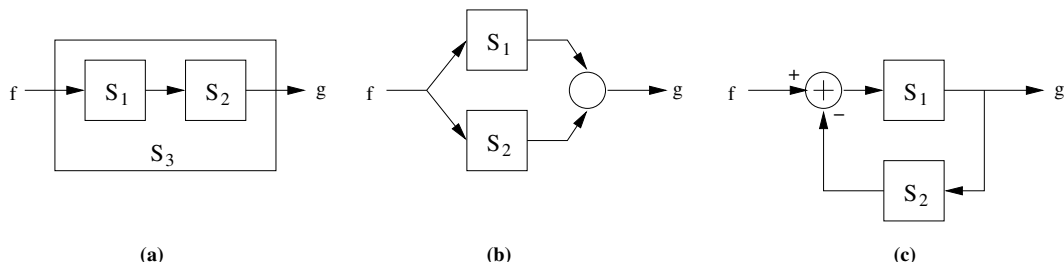 f S₁ S₂ g
S₃
(a)
f S₁ g
S₂
(b)
+
f + S₁ g
−
S₂
(c)